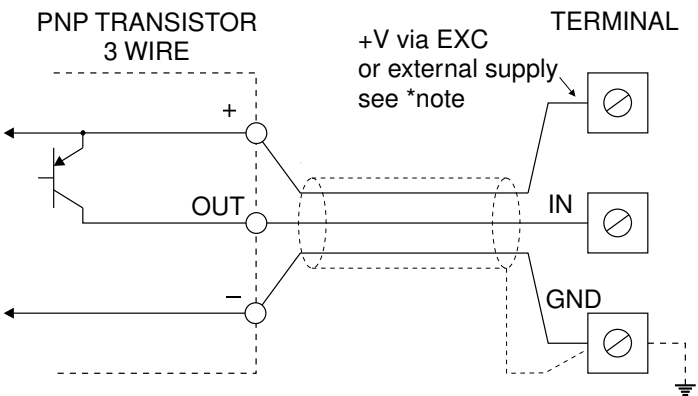 PNP TRANSISTOR
3 WIRE
+V via EXC
or external supply
see *note
TERMINAL
+
OUT
IN
–
GND